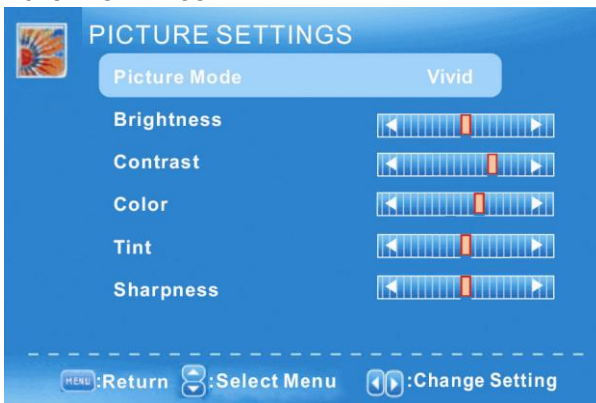 PICTURE SETTINGS
Picture Mode Vivid
Brightness
Contrast
Color
Tint
Sharpness
MENU :Return :Select Menu :Change Setting